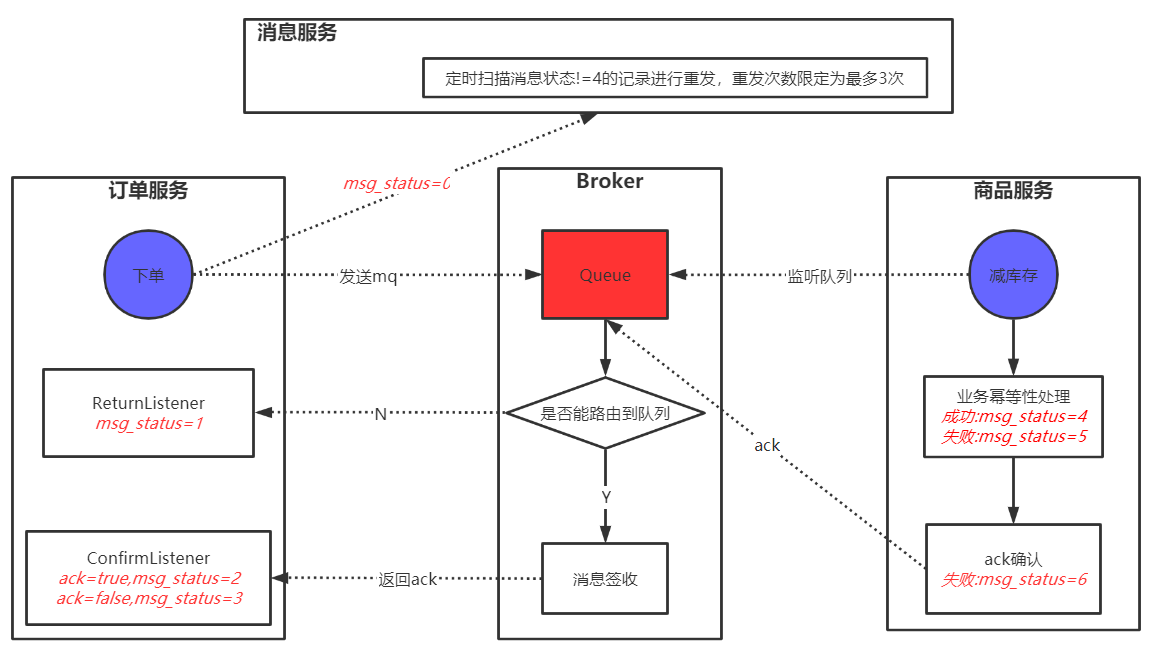 消息服务
定时扫描消息状态!=4的记录进行重发，重发次数限定为最多3次
msg_status=0
订单服务
Broker
商品服务
下单
发送mq
Queue
监听队列
减库存
ReturnListener
msg_status=1
N
是否能路由到队列
业务幂等性处理
成功:msg_status=4
失败:msg_status=5
ack
Y
ConfirmListener
ack=true,msg_status=2
ack=false,msg_status=3
返回ack
消息签收
ack确认
失败:msg_status=6